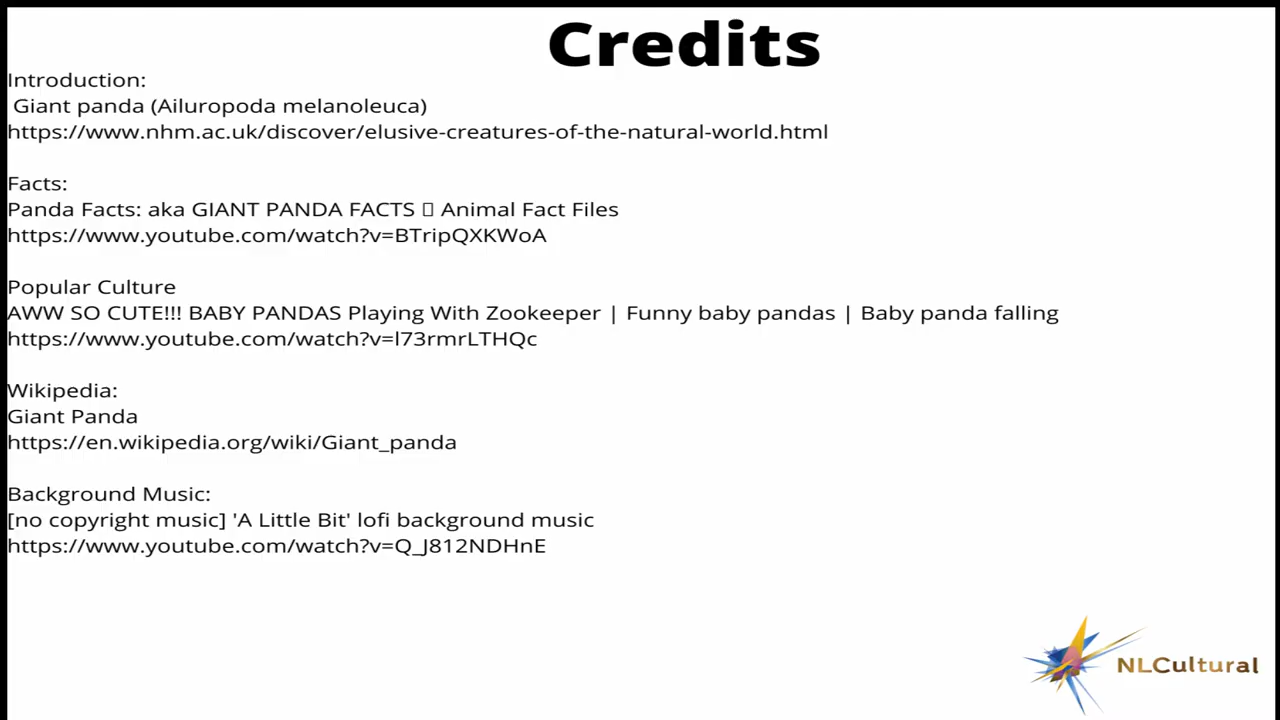 Credits
Introduction:
Giant panda (Ailuropoda melanoleuca)
https://www.nhm.ac.uk/discover/elusive-creatures-of-the-natural-world.html
Facts:
Panda Facts: aka GIANT PANDA FACTS ▯ Animal Fact Files
https://www.youtube.com/watch?v=BTripQXKWoA
Popular Culture
AWW SO CUTE!!! BABY PANDAS Playing With Zookeeper | Funny baby pandas | Baby panda falling
https://www.youtube.com/watch?v=l73rmrLTHQc
Wikipedia:
Giant Panda
https://en.wikipedia.org/wiki/Giant_panda
Background Music:
[no copyright music] 'A Little Bit' lofi background music
https://www.youtube.com/watch?v=Q_J812NDHnE
NLCultural